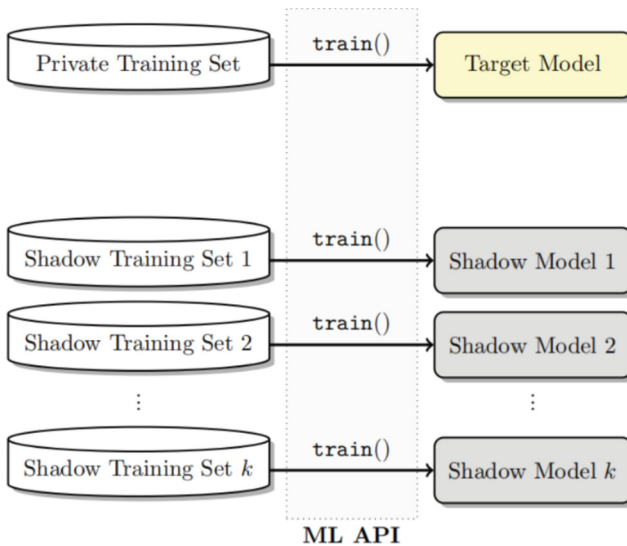 Private Training Set train() Target Model
Shadow Training Set 1 train() Shadow Model 1
Shadow Training Set 2 train() Shadow Model 2
⋮ ⋮
Shadow Training Set k train() Shadow Model k
ML API